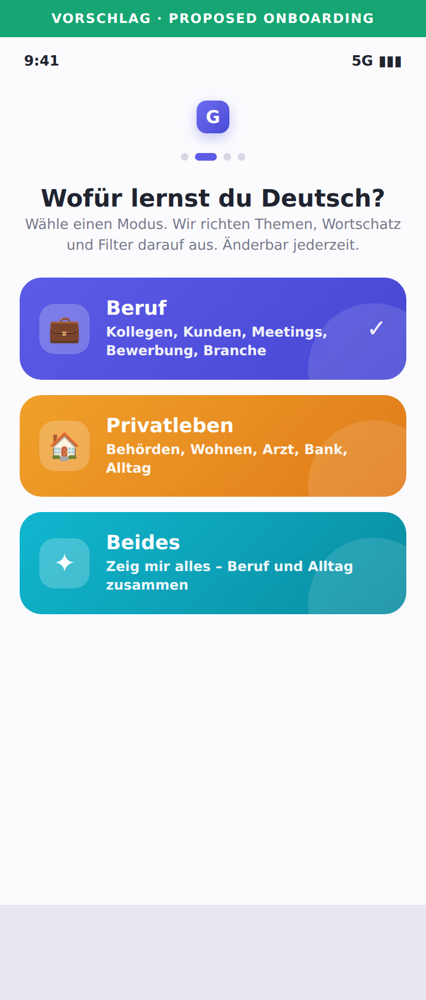 VORSCHLAG · PROPOSED ONBOARDING
9:41
5G
G
Wofür lernst du Deutsch?
Wähle einen Modus. Wir richten Themen, Wortschatz
und Filter darauf aus. Änderbar jederzeit.
Beruf
Kollegen, Kunden, Meetings,
Bewerbung, Branche
✓
Privatleben
Behörden, Wohnen, Arzt, Bank,
Alltag
Beides
Zeig mir alles – Beruf und Alltag
zusammen